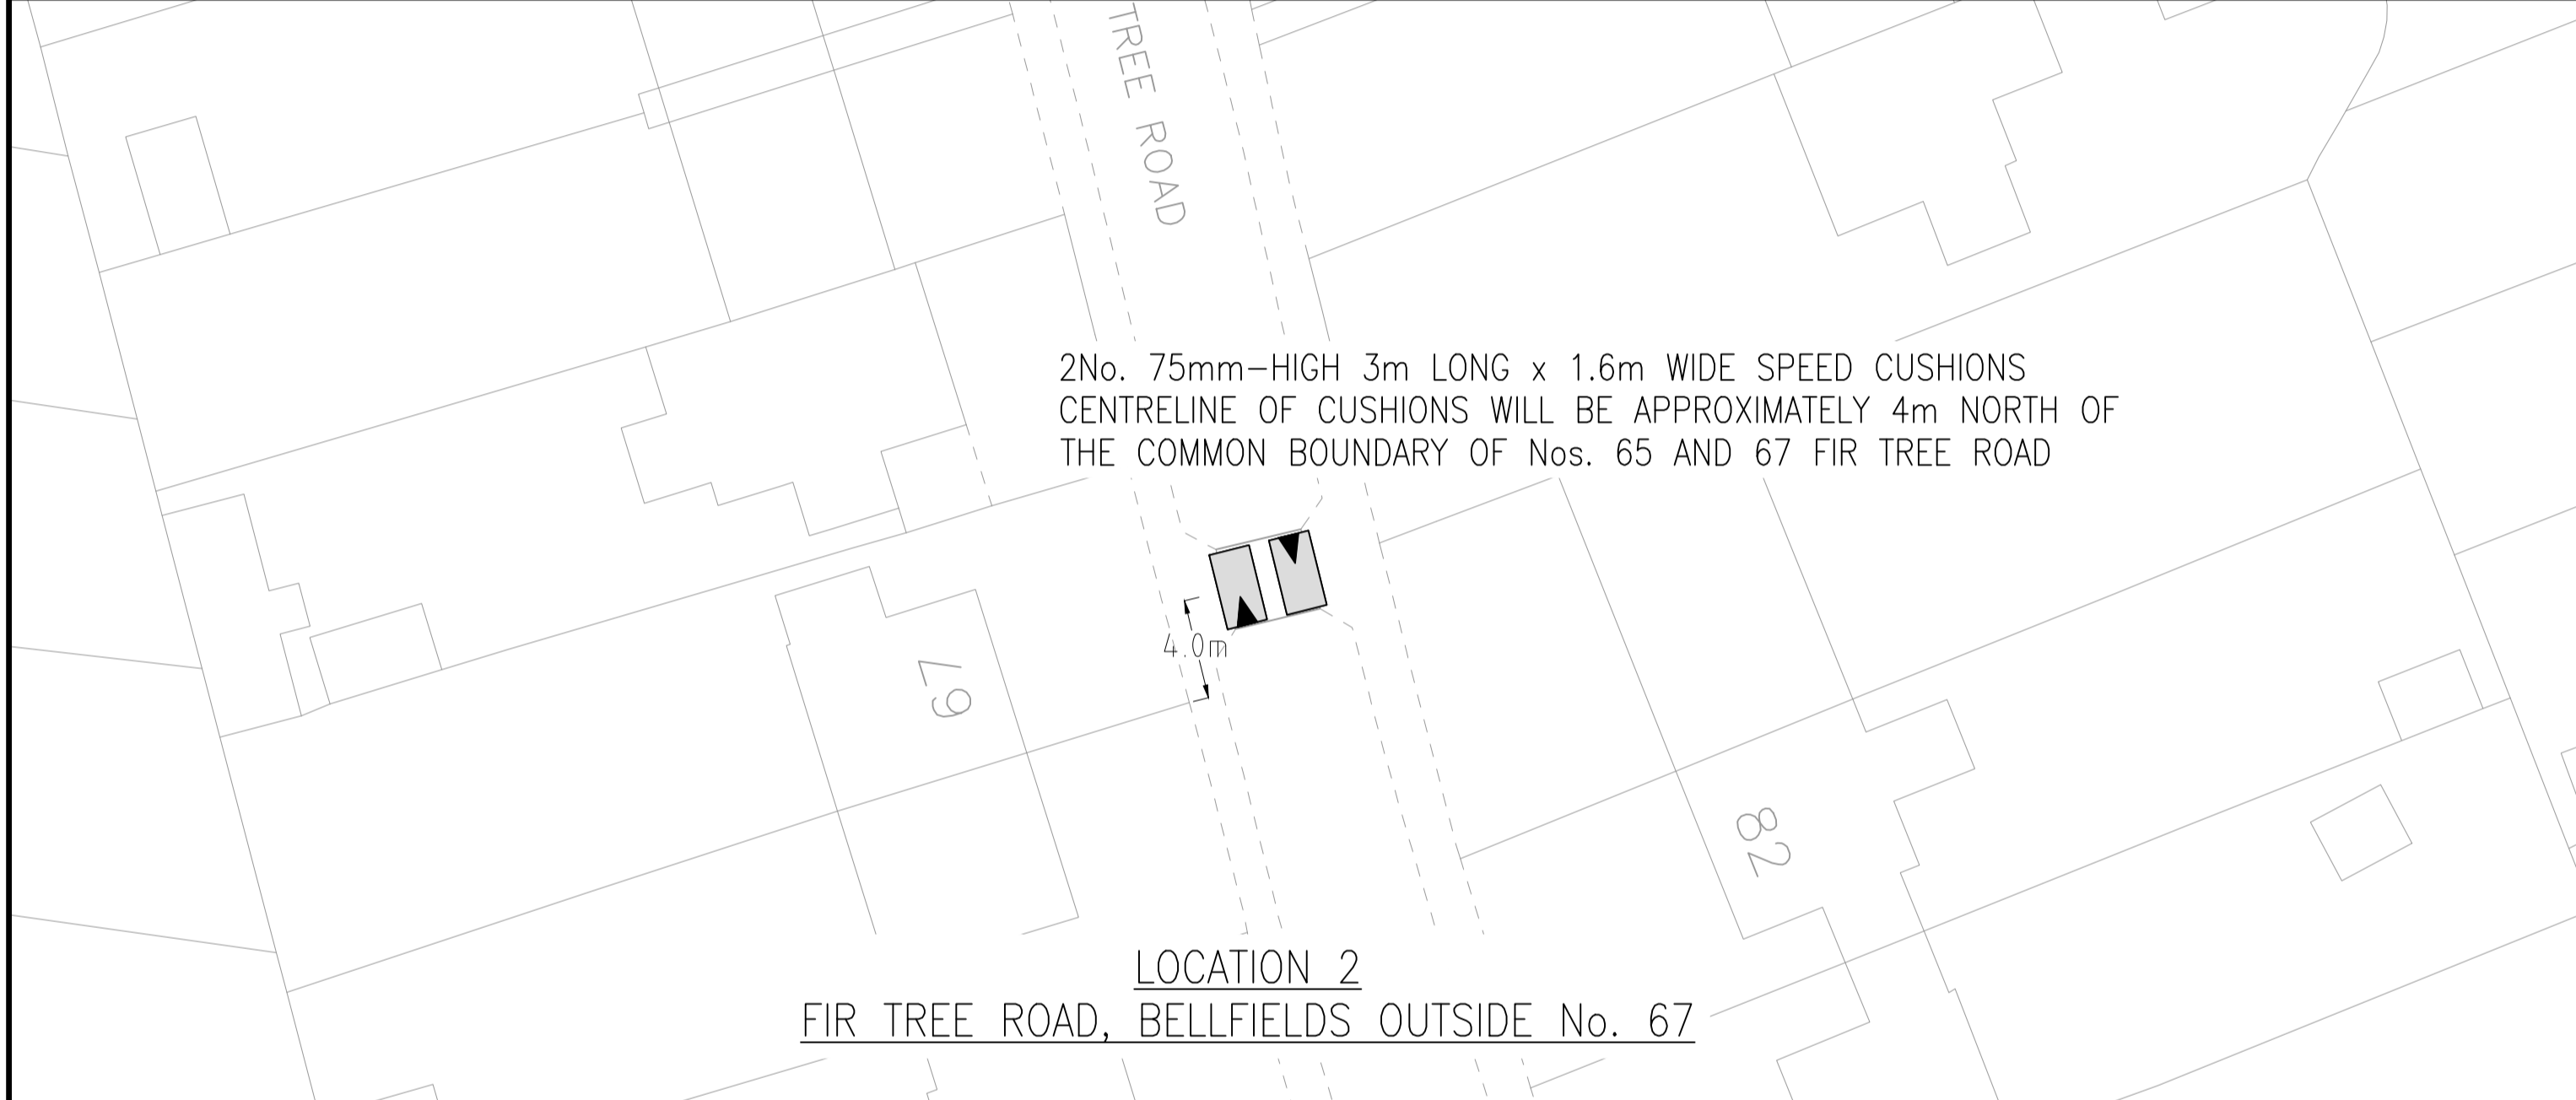 TREE ROAD
2No. 75mm-HIGH 3m LONG x 1.6m WIDE SPEED CUSHIONS
CENTRELINE OF CUSHIONS WILL BE APPROXIMATELY 4m NORTH OF
THE COMMON BOUNDARY OF Nos. 65 AND 67 FIR TREE ROAD
4.0m
67
82
LOCATION 2
FIR TREE ROAD, BELLFIELDS OUTSIDE No. 67